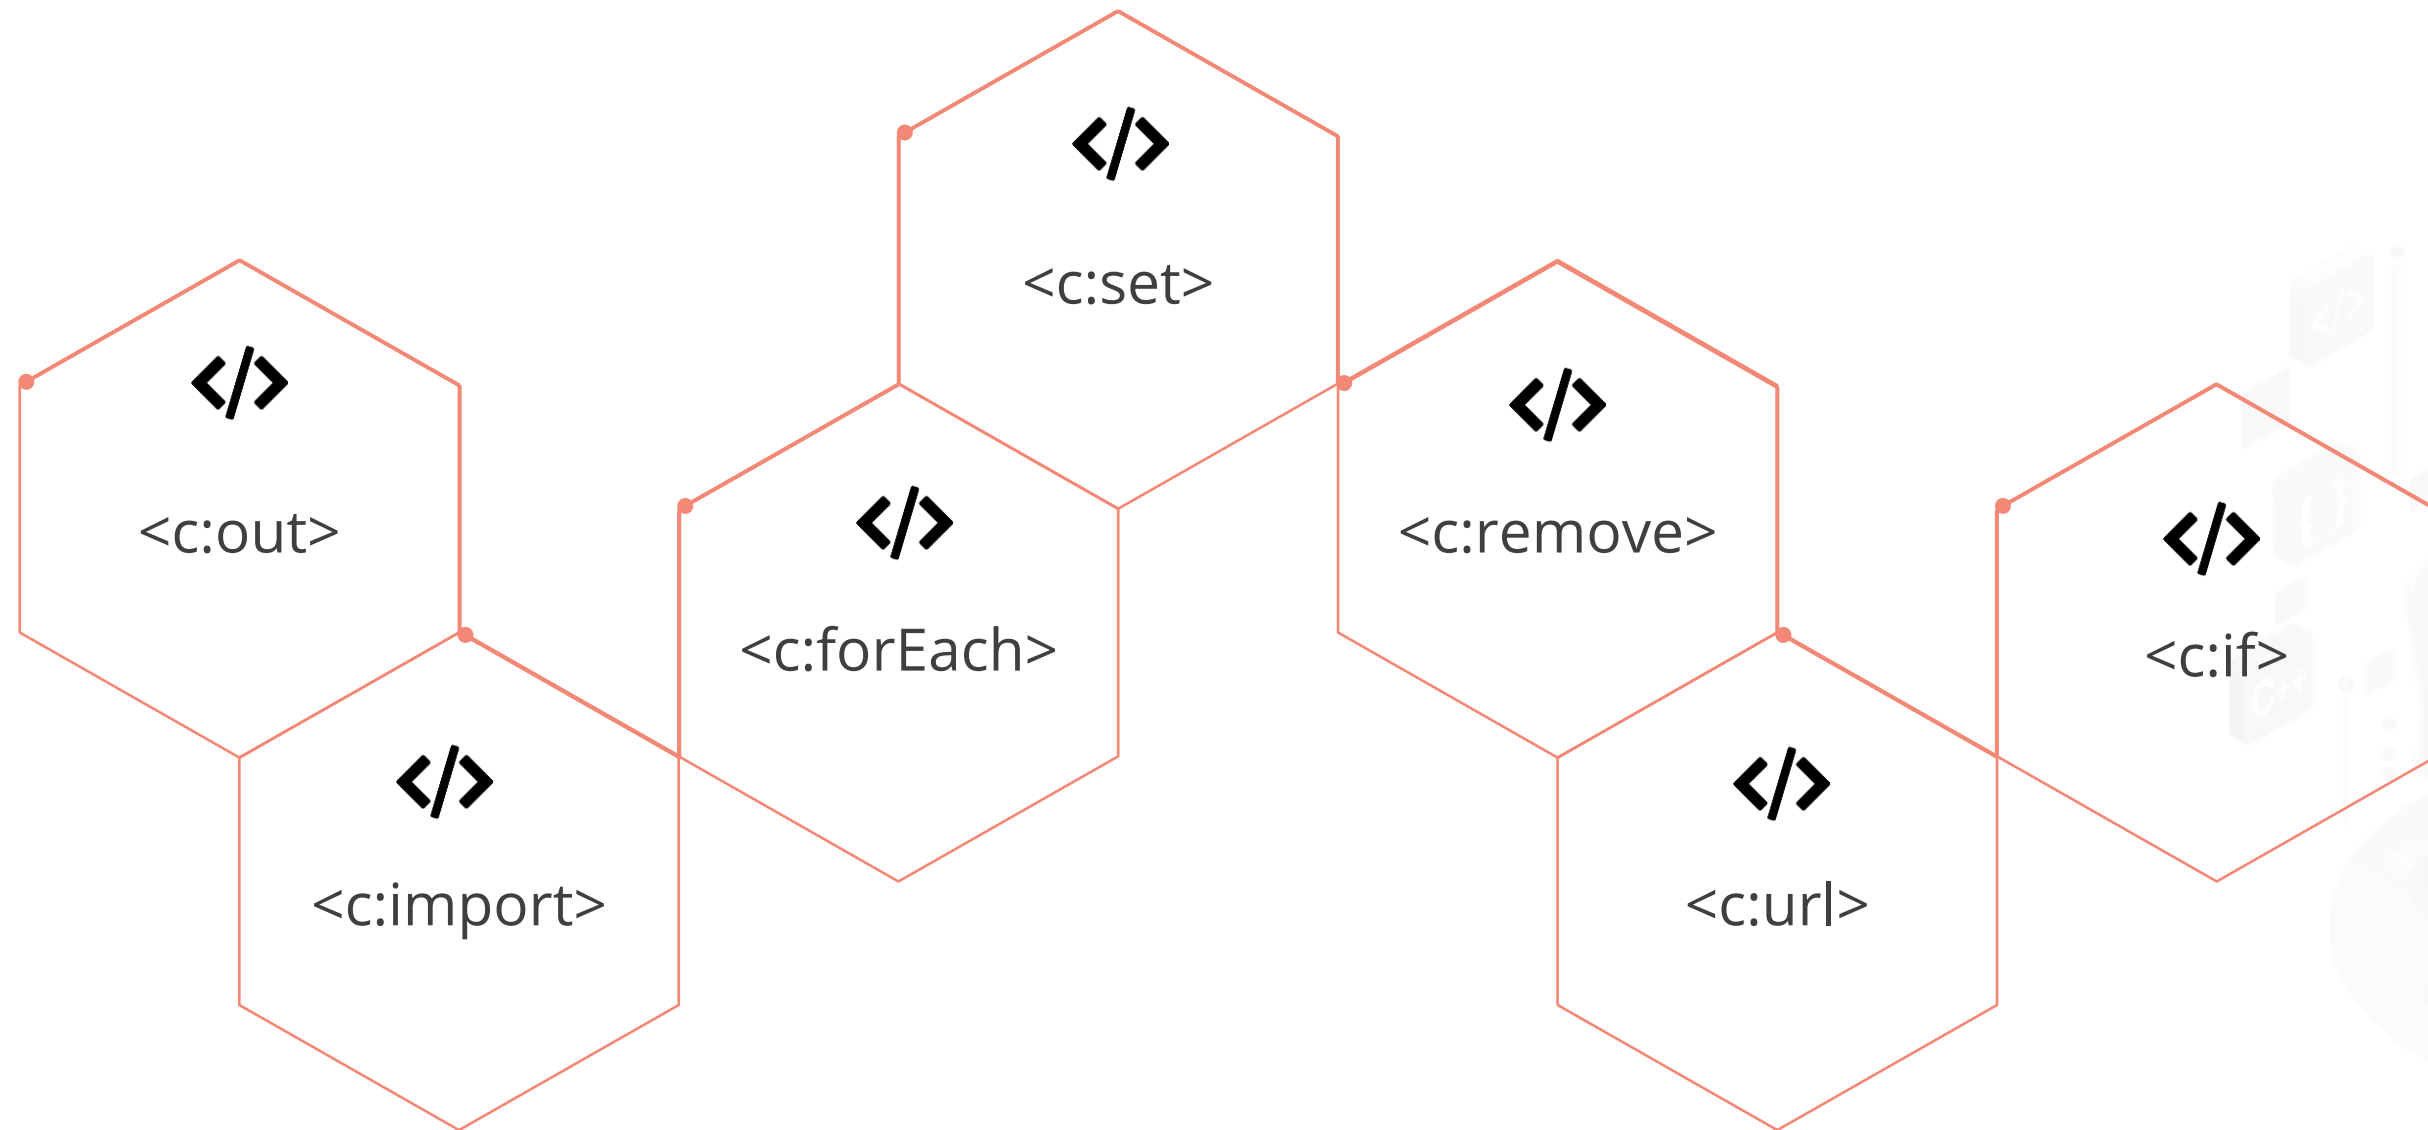 <c:out>
<c:import>
<c:forEach>
<c:set>
<c:remove>
<c:url>
<c:if>
</>
{ }
C++